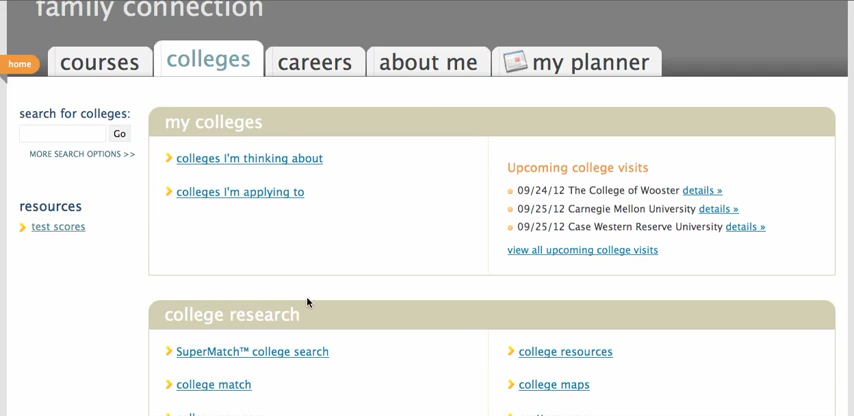 family connection
home
courses
colleges
careers
about me
my planner
search for colleges:
Go
MORE SEARCH OPTIONS >>
resources
test scores
my colleges
colleges I'm thinking about
colleges I'm applying to
Upcoming college visits
09/24/12 The College of Wooster details »
09/25/12 Carnegie Mellon University details »
09/25/12 Case Western Reserve University details »
view all upcoming college visits
college research
SuperMatch™ college search
college match
college resources
college maps